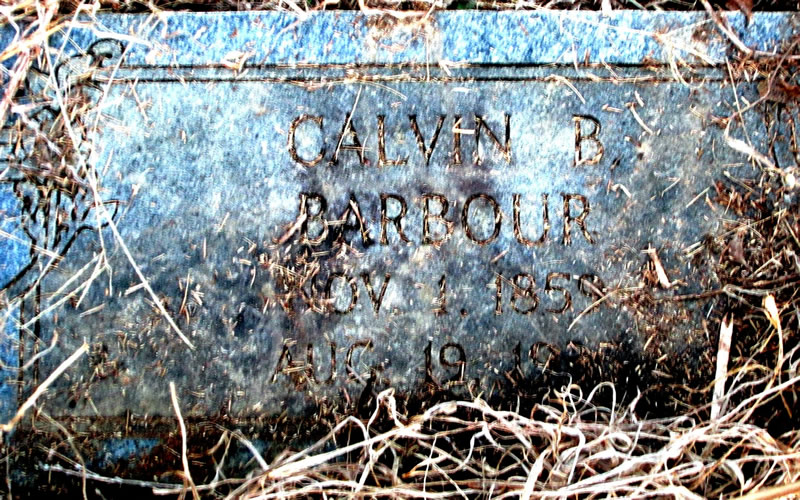 CALVIN B.
BARBOUR
NOV. 1, 1859
AUG. 19,